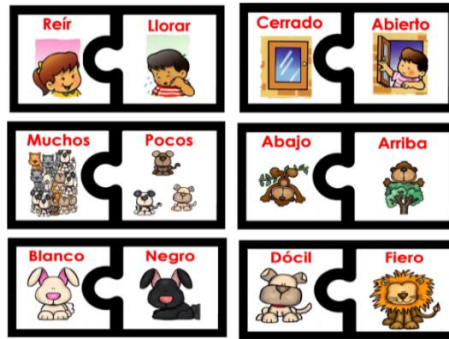 Reír Llorar
Cerrado Abierto
Muchos Pocos
Abajo Arriba
Blanco Negro
Dócil Fiero